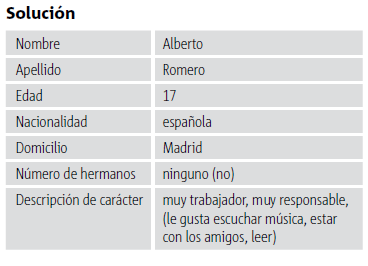 Solución
Nombre Alberto
Apellido Romero
Edad 17
Nacionalidad española
Domicilio Madrid
Número de hermanos ninguno (no)
Descripción de carácter muy trabajador, muy responsable,
(le gusta escuchar música, estar
con los amigos, leer)